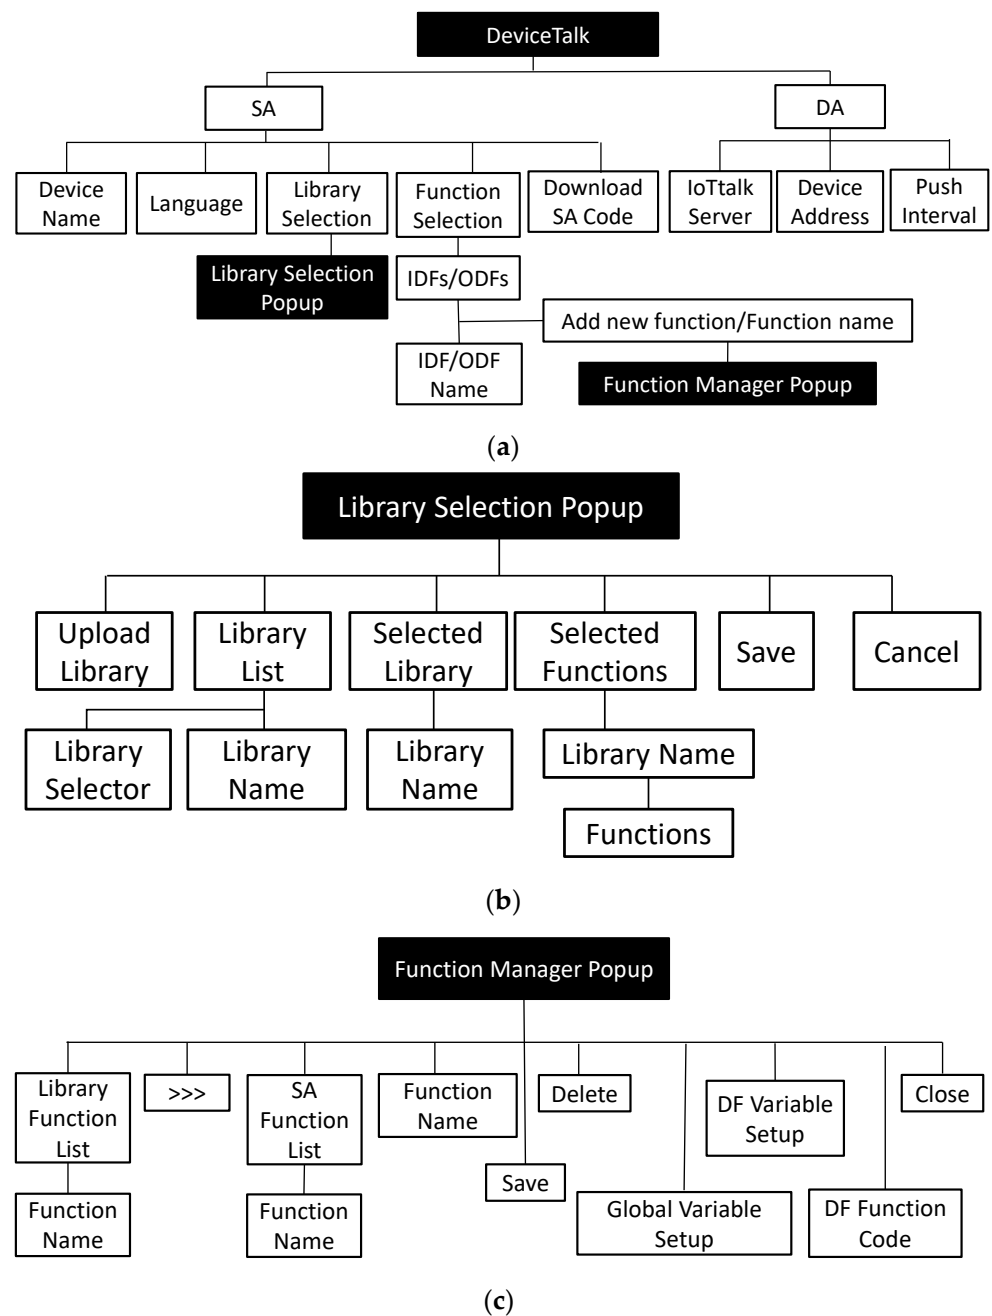 DeviceTalk
SA
DA
Device
Name
Language
Library
Selection
Function
Selection
Download
SA Code
IoTtalk
Server
Device
Address
Push
Interval
Library Selection
Popup
IDFs/ODFs
Add new function/Function name
IDF/ODF
Name
Function Manager Popup
(a)
Library Selection Popup
Upload
Library
Library
List
Selected
Library
Selected
Functions
Save
Cancel
Library
Selector
Library
Name
Library
Name
Library Name
Functions
(b)
Function Manager Popup
Library
Function
List
>>>
SA
Function
List
Function
Name
Delete
DF Variable
Setup
Close
Save
Function
Name
Function
Name
Global Variable
Setup
DF Function
Code
(c)